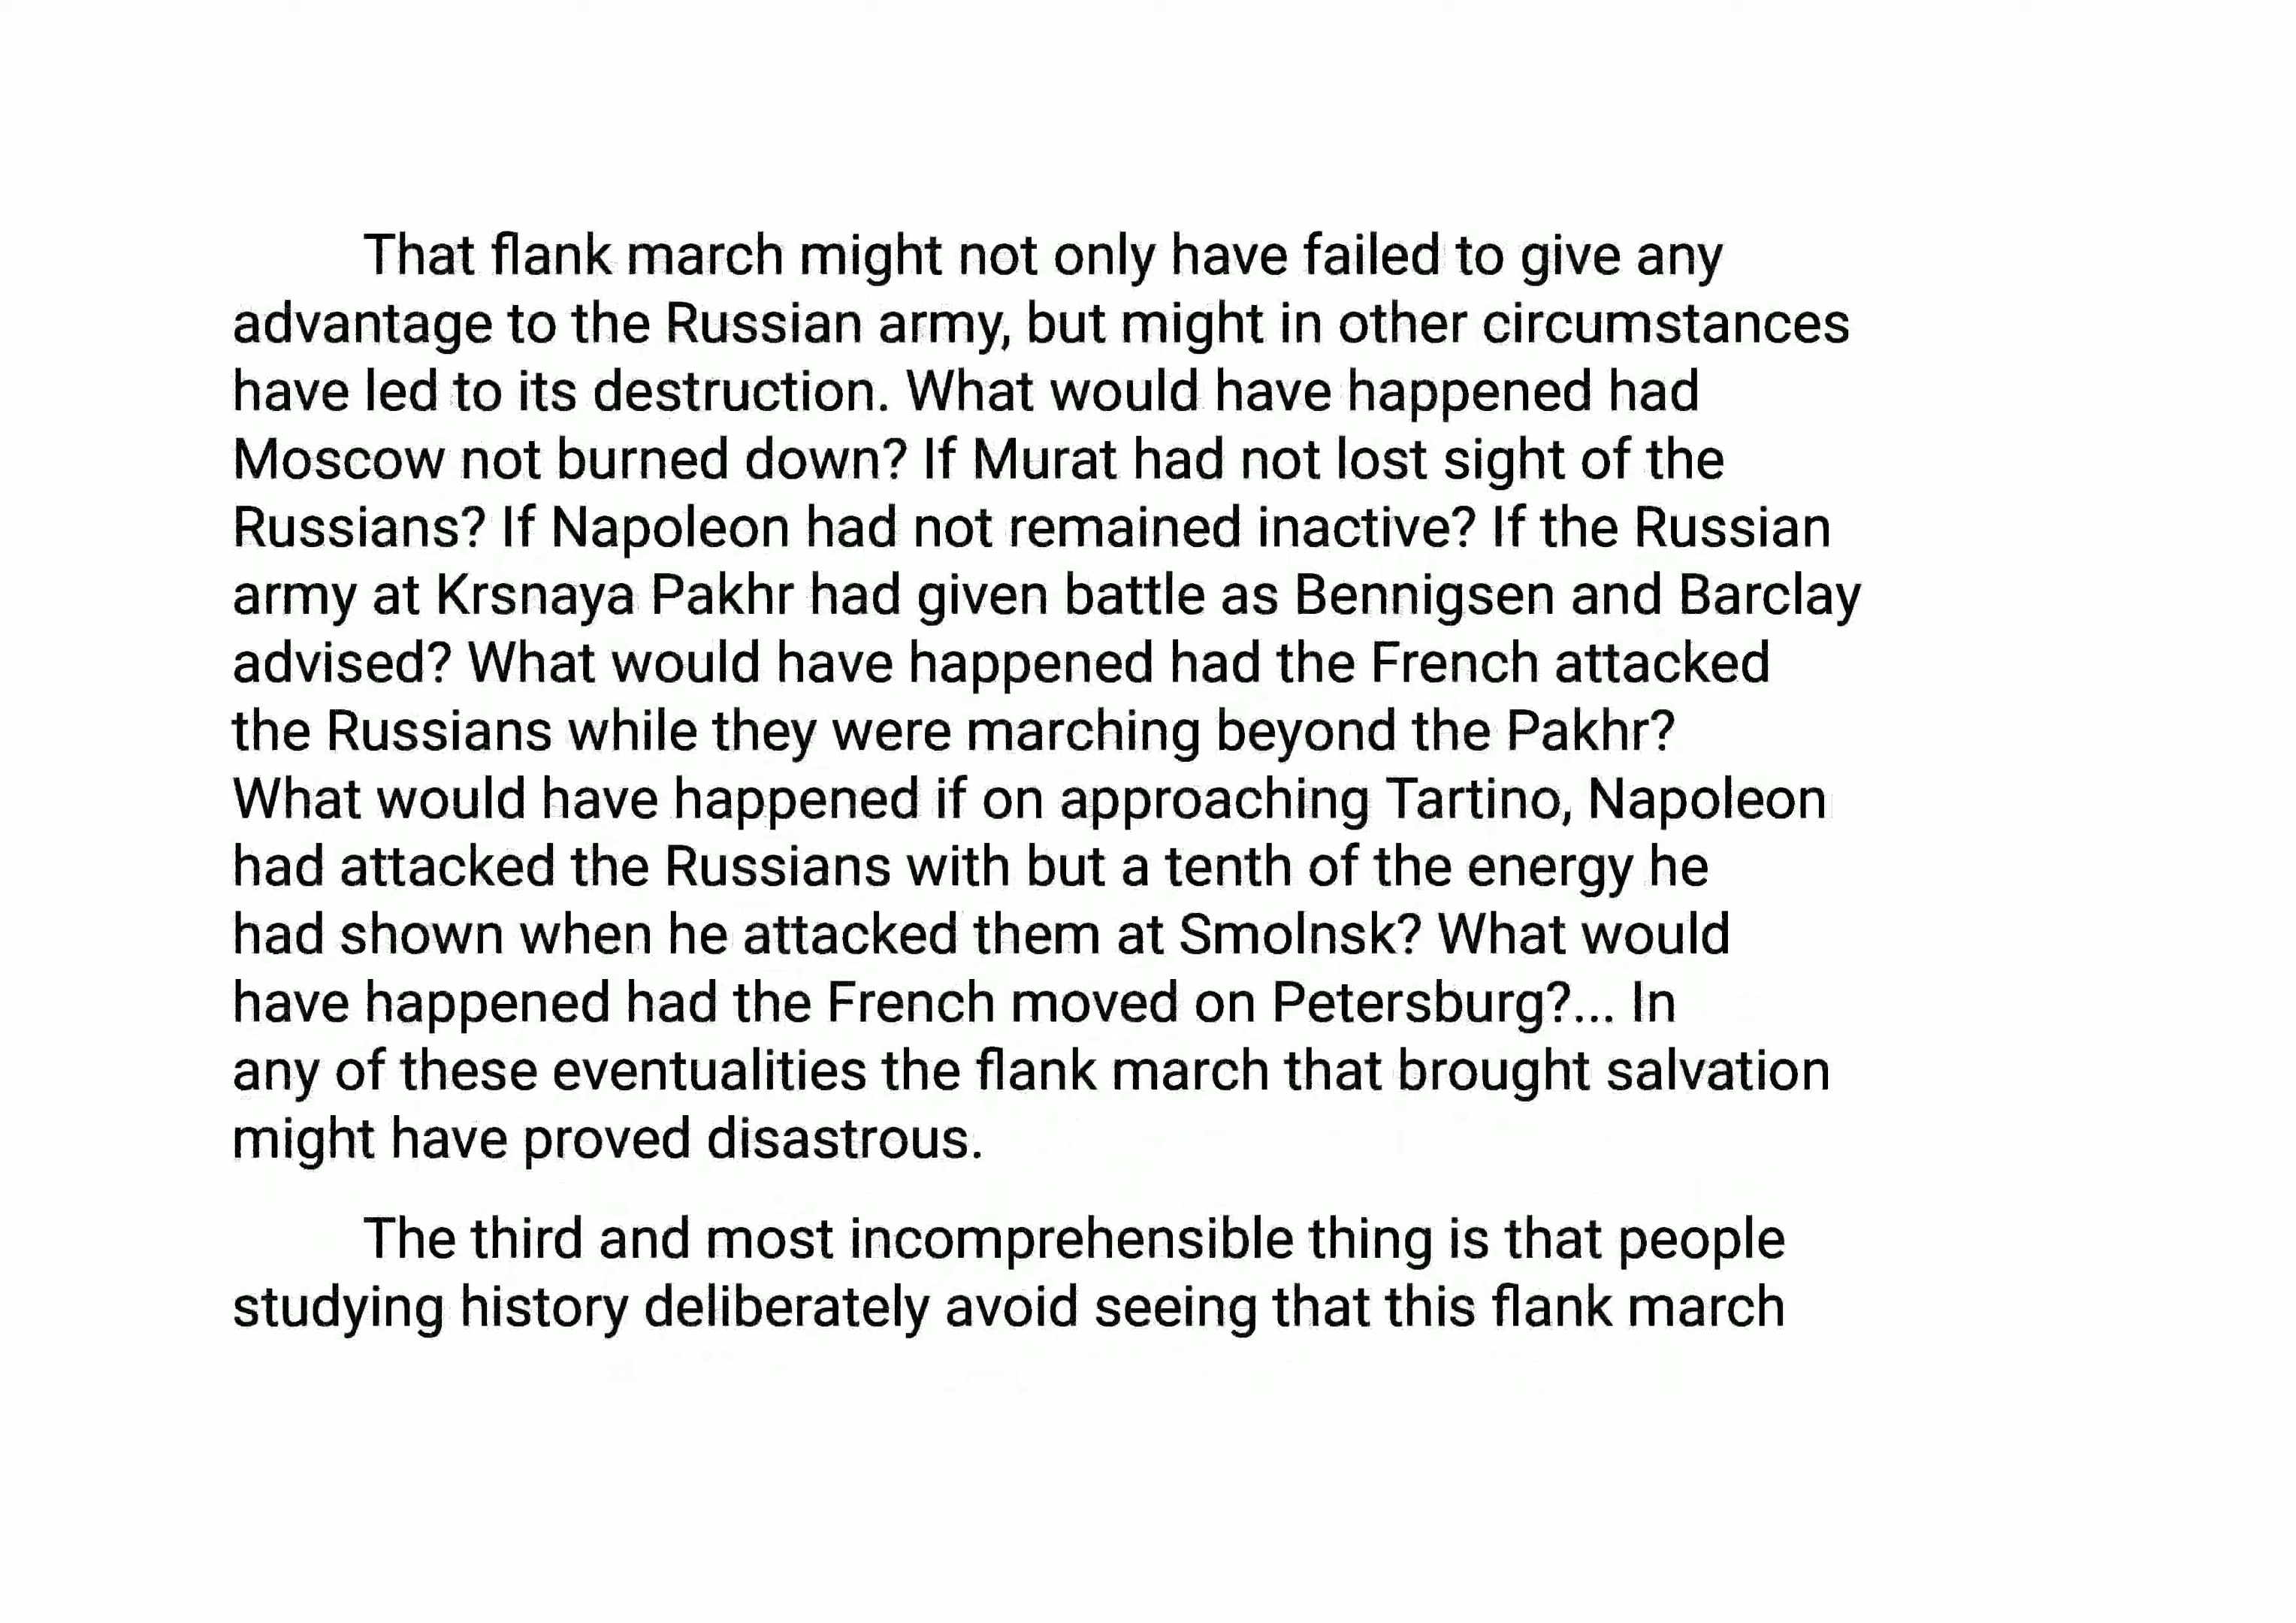 That flank march might not only have failed to give any
advantage to the Russian army, but might in other circumstances
have led to its destruction. What would have happened had
Moscow not burned down? If Murat had not lost sight of the
Russians? If Napoleon had not remained inactive? If the Russian
army at Krsnaya Pakhr had given battle as Bennigsen and Barclay
advised? What would have happened had the French attacked
the Russians while they were marching beyond the Pakhr?
What would have happened if on approaching Tartino, Napoleon
had attacked the Russians with but a tenth of the energy he
had shown when he attacked them at Smolnsk? What would
have happened had the French moved on Petersburg?... In
any of these eventualities the flank march that brought salvation
might have proved disastrous.
The third and most incomprehensible thing is that people
studying history deliberately avoid seeing that this flank march